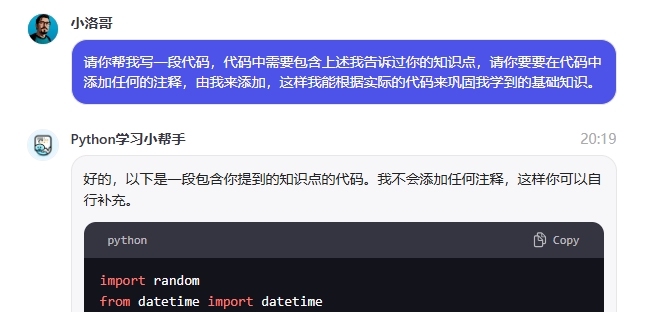 小洛哥
请你帮我写一段代码，代码中需要包含上述我告诉过你的知识点，请你要要在代码中
添加任何的注释，由我来添加，这样我能根据实际的代码来巩固我学到的基础知识。
Python学习小帮手
20:19
好的，以下是一段包含你提到的知识点的代码。我不会添加任何注释，这样你可以自
行补充。
python
Copy
import random
from datetime import datetime